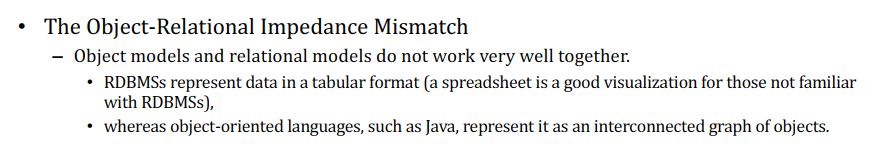 • The Object-Relational Impedance Mismatch
– Object models and relational models do not work very well together.
• RDBMSs represent data in a tabular format (a spreadsheet is a good visualization for those not familiar
with RDBMSs),
• whereas object-oriented languages, such as Java, represent it as an interconnected graph of objects.